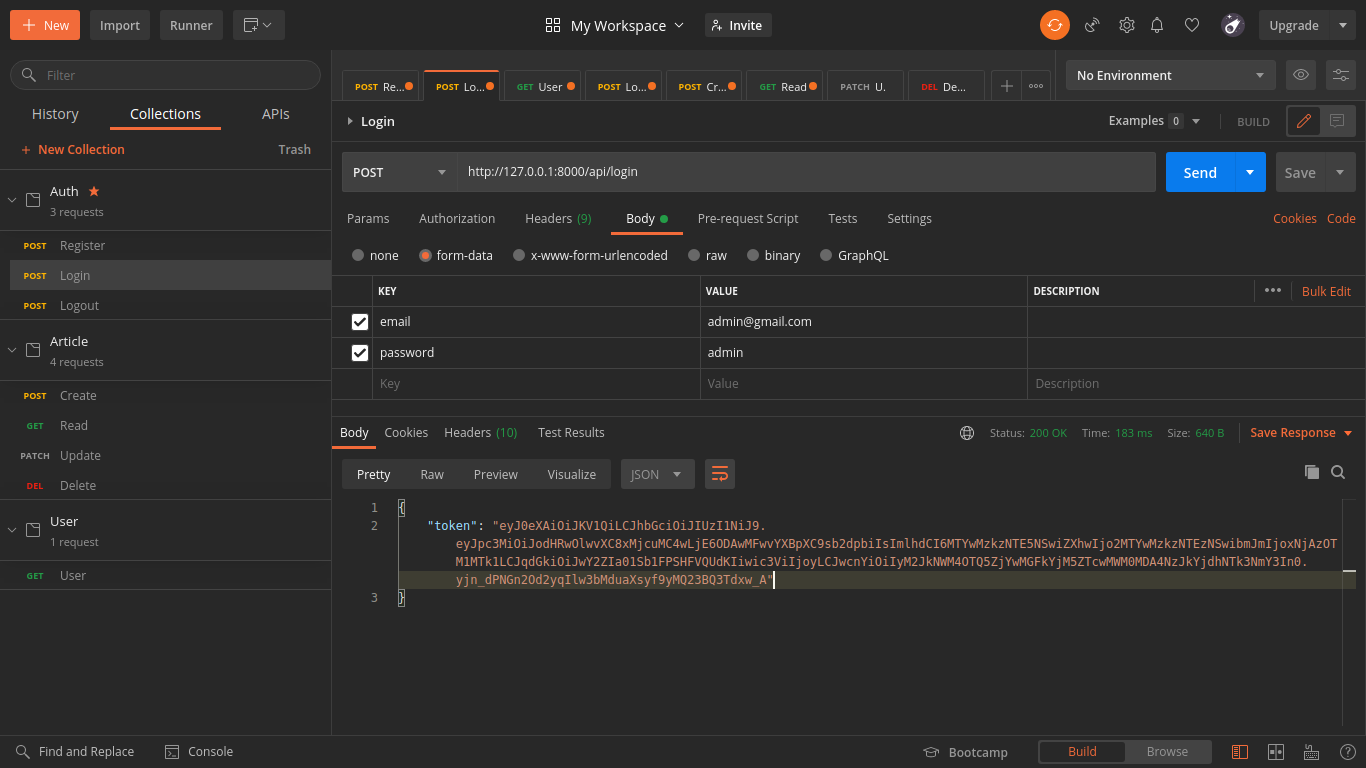 New
Import
Runner
My Workspace
Invite
Upgrade
Filter
History
Collections
APIs
+ New Collection
Trash
Auth
3 requests
POST Register
POST Login
POST Logout
Article
4 requests
POST Create
GET Read
PATCH Update
DEL Delete
User
1 request
GET User
POST Re...
POST Lo...
GET User
POST Lo...
POST Cr...
GET Read
PATCH U.
DEL De...
No Environment
Login
Examples 0
BUILD
POST
http://127.0.0.1:8000/api/login
Send
Save
Params
Authorization
Headers (9)
Body
Pre-request Script
Tests
Settings
Cookies
Code
none
form-data
x-www-form-urlencoded
raw
binary
GraphQL
KEY
VALUE
DESCRIPTION
Bulk Edit
email
admin@gmail.com
password
admin
Key
Value
Description
Body
Cookies
Headers (10)
Test Results
Status: 200 OK
Time: 183 ms
Size: 640 B
Save Response
Pretty
Raw
Preview
Visualize
JSON
1 {
2 "token": "eyJ0eXAiOiJKV1QiLCJhbGciOiJIUzI1NiJ9.
eyJpc3MiOiJodHRwOlwvXC8xMjcuMC4wLjE6ODAwMFwvYXBpXC9sb2dpbiIsImlhdCI6MTYwMzkzNTE5NSwiZXhwIjo2MTYwMzkzNTEzNSwibmJmIjoxNjAzOT
M1MTk1LCJqdGkiOiJwY2ZIa01Sb1FPSHFVQUdKIiwic3ViIjoyLCJwcnYiOiIyM2JkNWM4OTQ5ZjYwMGFkYjM5ZTcwMWM0MDA4NzJkYjdhNTk3NmY3In0.
yjn_dPNGn2Od2yqIlw3bMduaXsyf9yMQ23BQ3Tdxw_A"
3 }
Find and Replace
Console
Bootcamp
Build
Browse